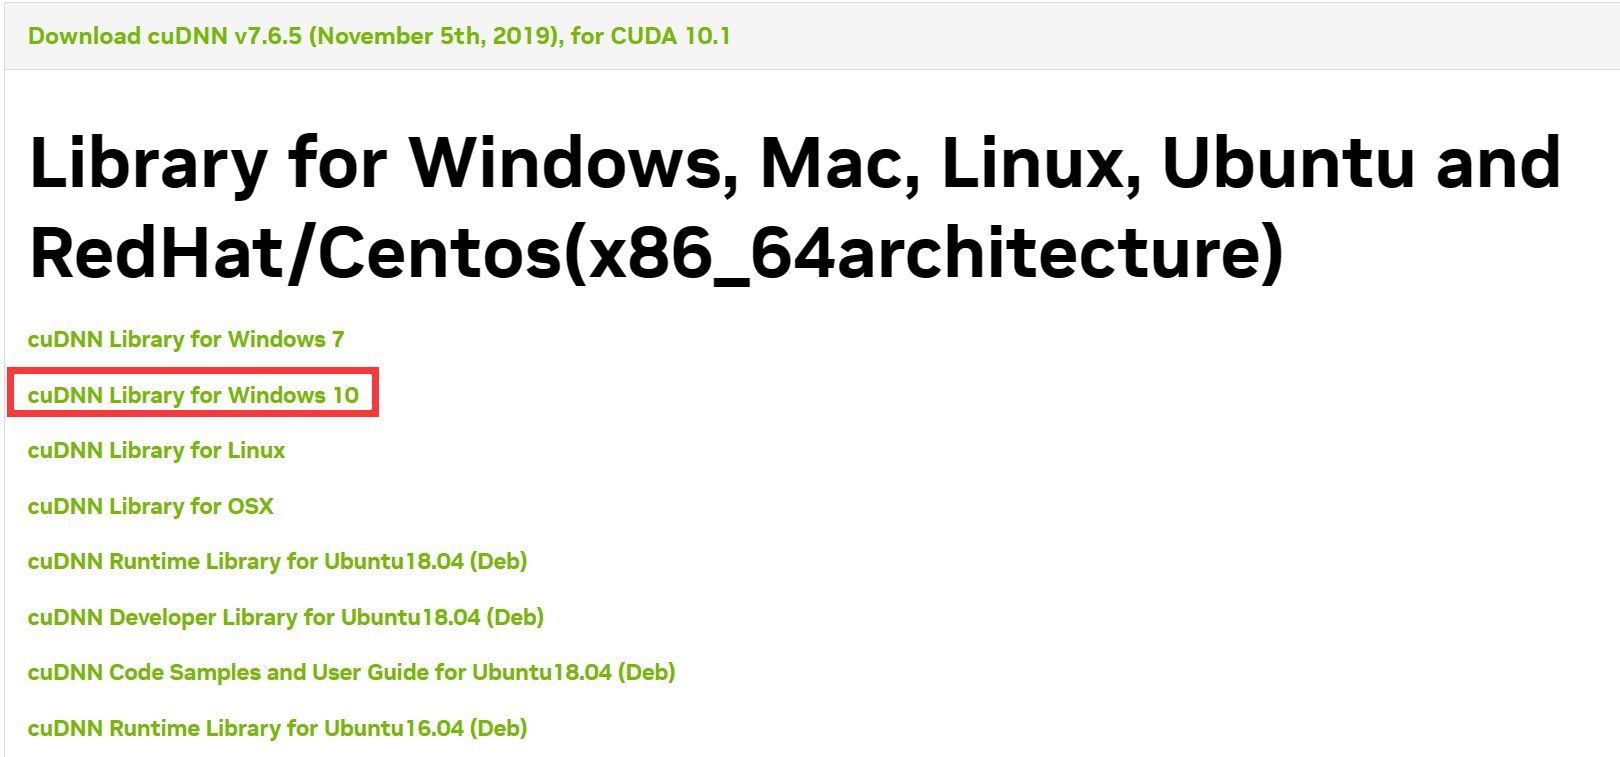 Download cuDNN v7.6.5 (November 5th, 2019), for CUDA 10.1
Library for Windows, Mac, Linux, Ubuntu and
RedHat/Centos(x86_64architecture)
cuDNN Library for Windows 7
cuDNN Library for Windows 10
cuDNN Library for Linux
cuDNN Library for OSX
cuDNN Runtime Library for Ubuntu18.04 (Deb)
cuDNN Developer Library for Ubuntu18.04 (Deb)
cuDNN Code Samples and User Guide for Ubuntu18.04 (Deb)
cuDNN Runtime Library for Ubuntu16.04 (Deb)